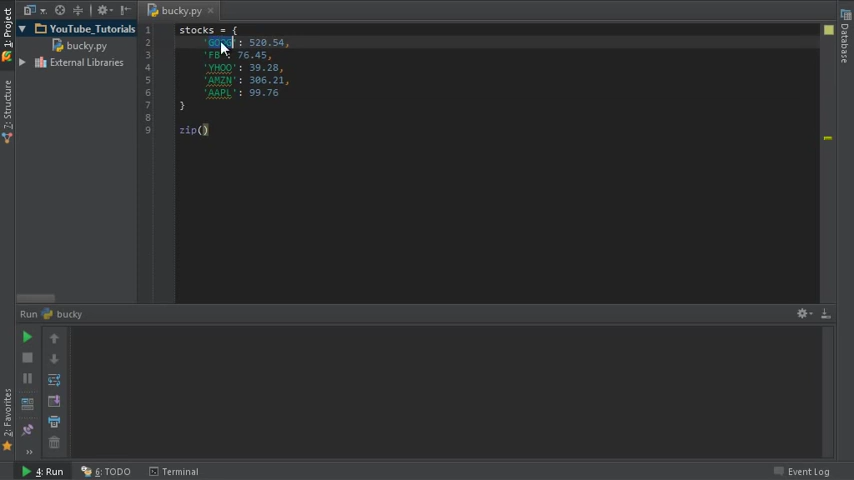 bucky.py
YouTube_Tutorials
bucky.py
External Libraries
1: Project
7: Structure
2: Favorites
Database
1 stocks = {
2 'GOOG': 520.54,
3 'FB': 76.45,
4 'YHOO': 39.28,
5 'AMZN': 306.21,
6 'AAPL': 99.76
7 }
8
9 zip()
Run bucky
4: Run
6: TODO
Terminal
Event Log